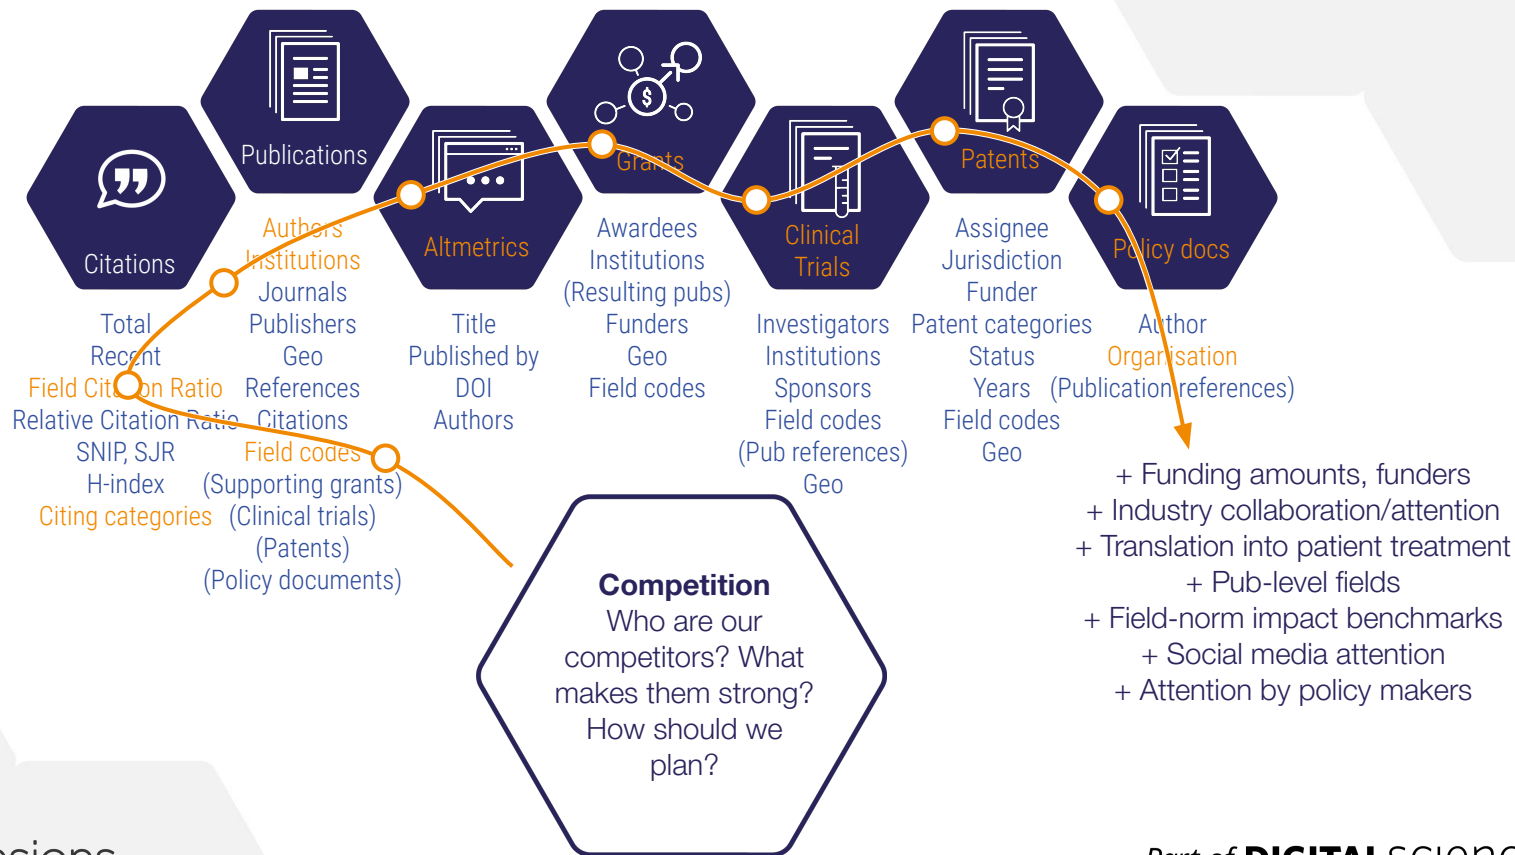 Citations
Total
Recent
Field Citation Ratio
Relative Citation Ratio
SNIP, SJR
H-index
Citing categories
Publications
Authors
Institutions
Journals
Publishers
Geo
References
Citations
Field codes
(Supporting grants)
(Clinical trials)
(Patents)
(Policy documents)
Altmetrics
Title
Published by
DOI
Authors
Grants
Awardees
Institutions
(Resulting pubs)
Funders
Geo
Field codes
Clinical
Trials
Investigators
Institutions
Sponsors
Field codes
(Pub references)
Geo
Patents
Assignee
Jurisdiction
Funder
Patent categories
Status
Years
Field codes
Geo
Policy docs
Author
Organisation
(Publication references)
+ Funding amounts, funders
+ Industry collaboration/attention
+ Translation into patient treatment
+ Pub-level fields
+ Field-norm impact benchmarks
+ Social media attention
+ Attention by policy makers
Competition
Who are our
competitors? What
makes them strong?
How should we
plan?
Part of DIGITAL